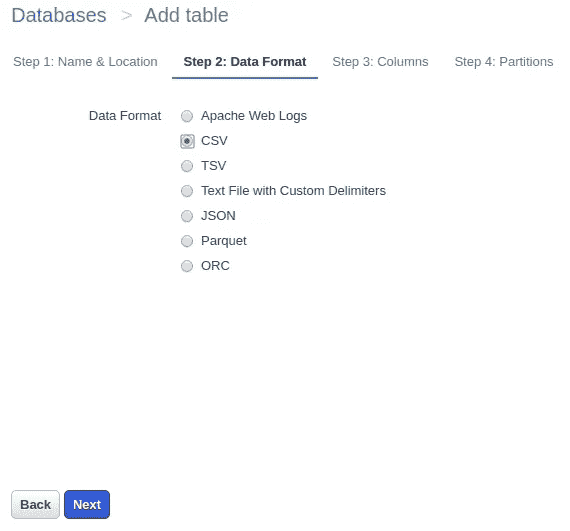 Databases > Add table
Step 1: Name & Location Step 2: Data Format Step 3: Columns Step 4: Partitions
Data Format Apache Web Logs
CSV
TSV
Text File with Custom Delimiters
JSON
Parquet
ORC
Back Next